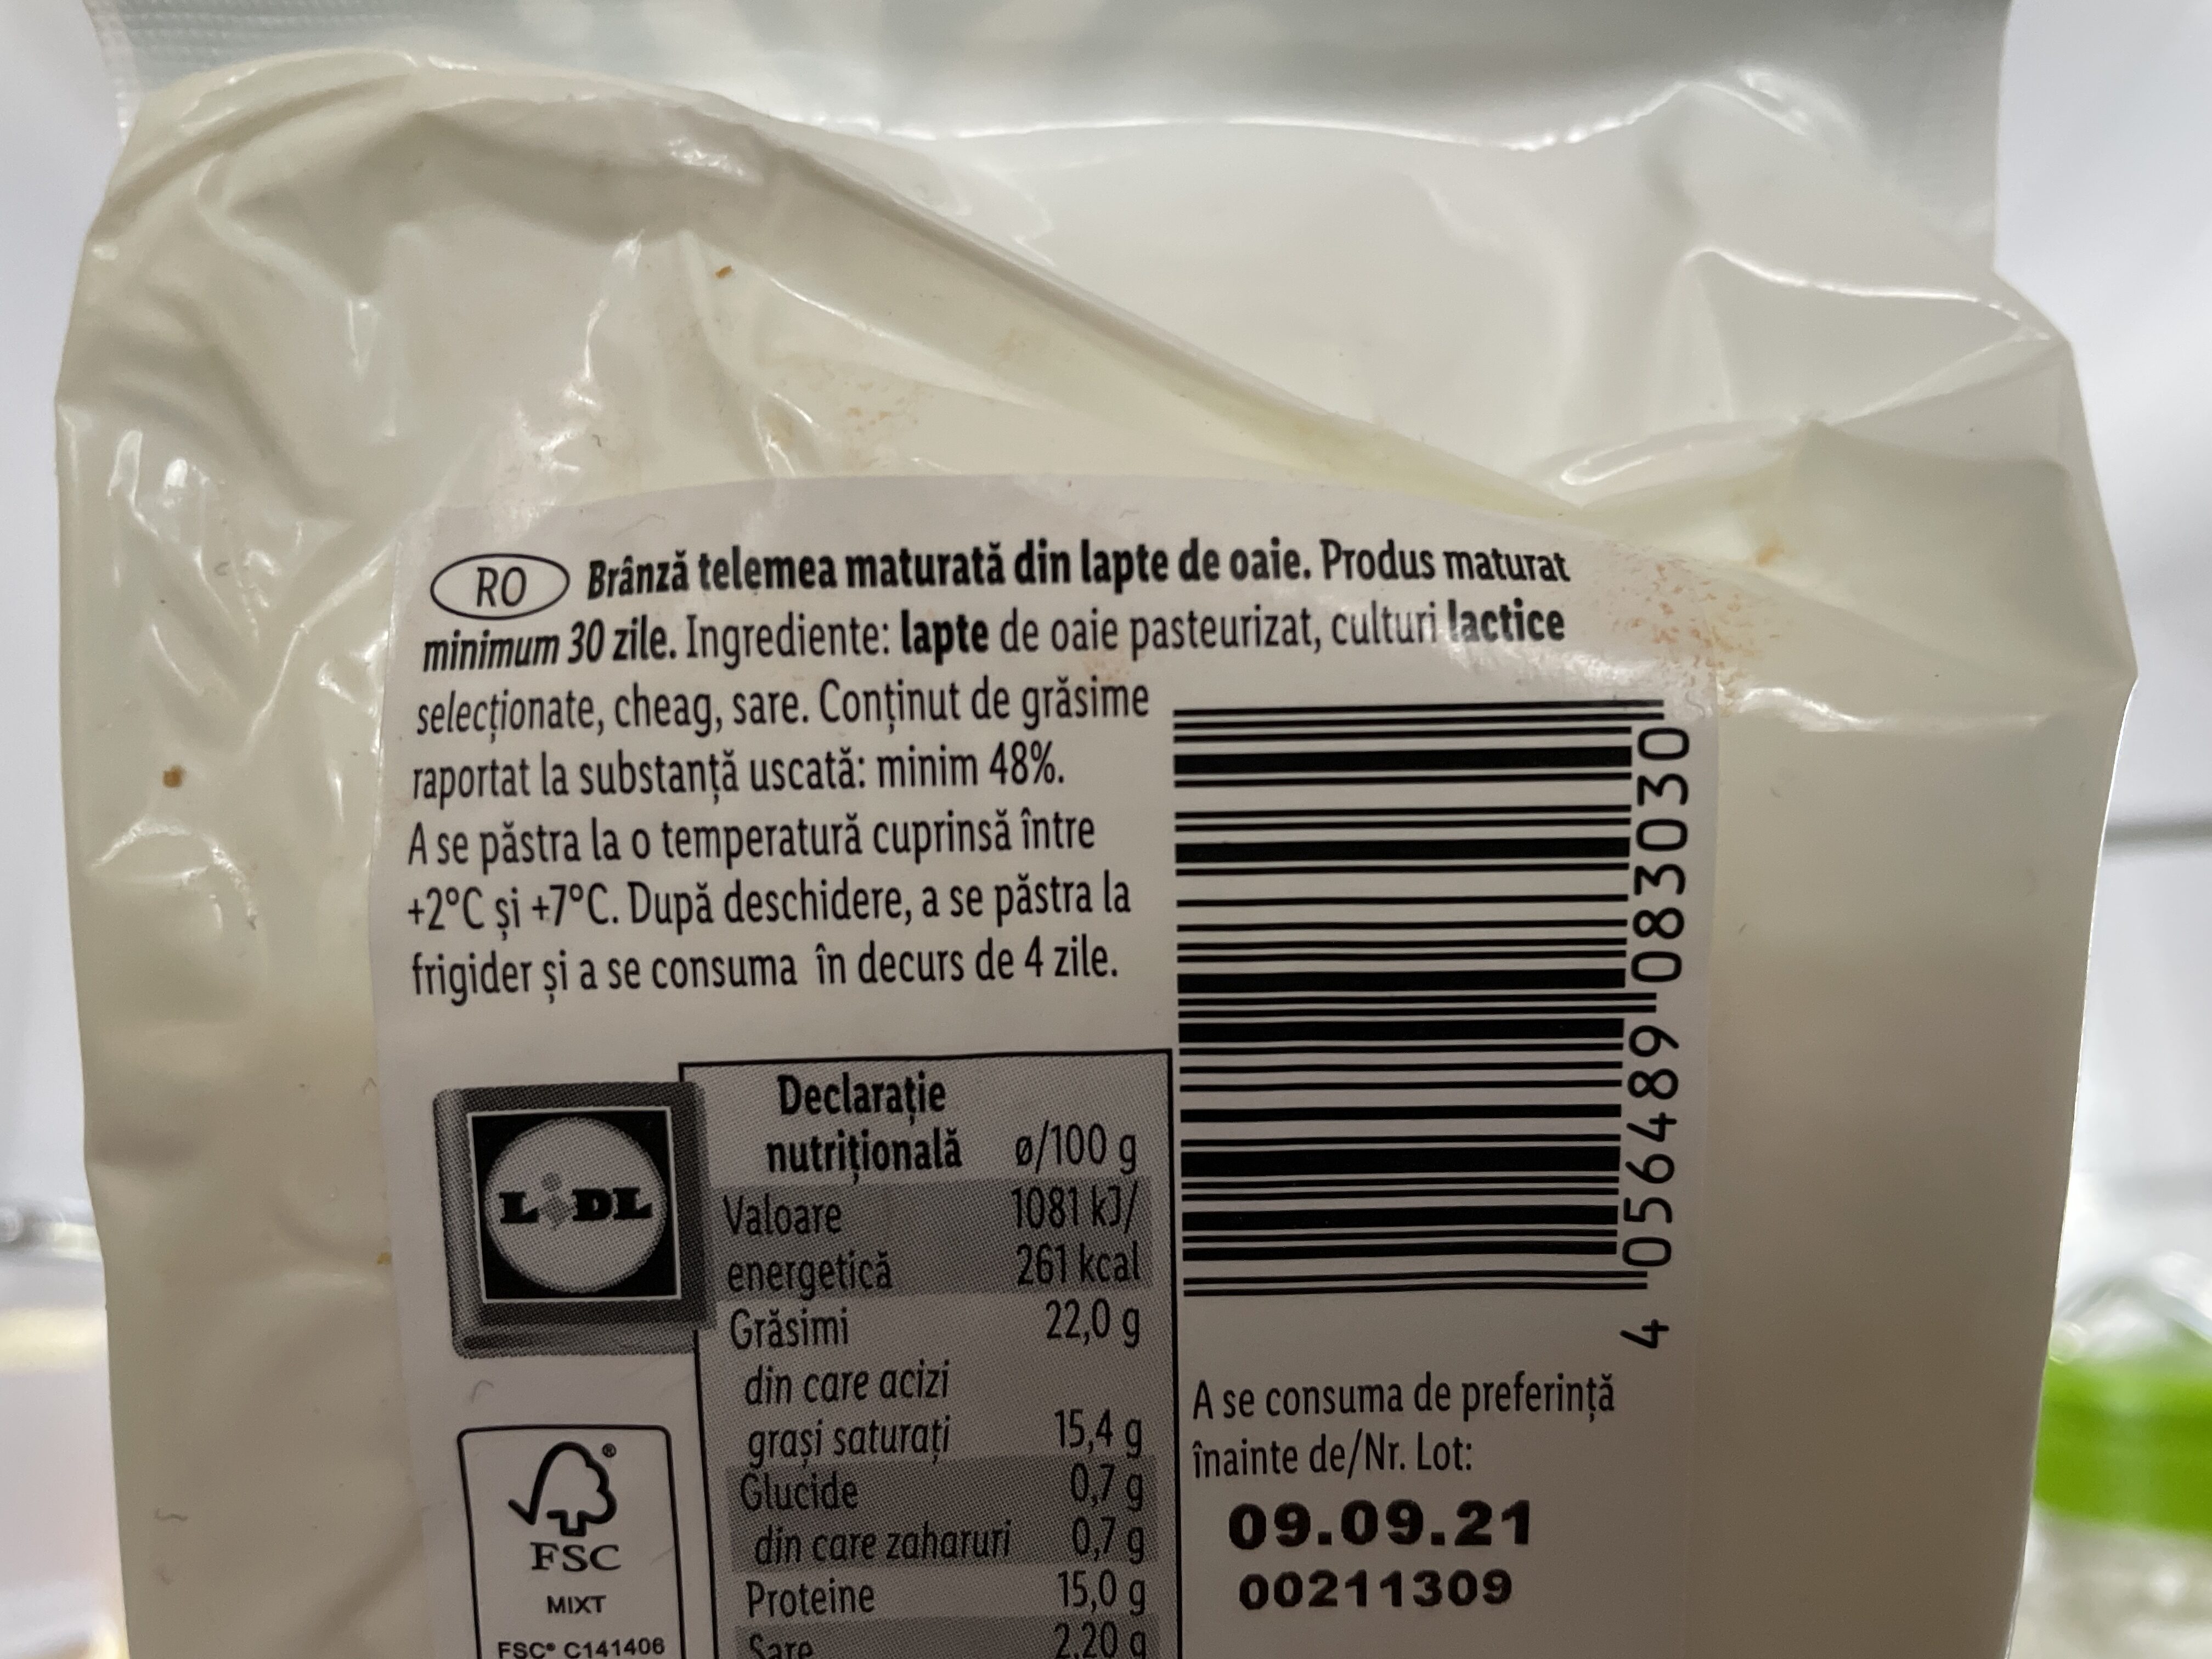 RO Brânză telemea maturată din lapte de oaie. Produs maturat
minimum 30 zile. Ingrediente: lapte de oaie pasteurizat, culturi lactice
selecționate, cheag, sare. Conținut de grăsime
raportat la substanță uscată: minim 48%.
A se păstra la o temperatură cuprinsă între
+2°C și +7°C. După deschidere, a se păstra la
frigider și a se consuma în decurs de 4 zile.
4 056489 083030
LIDL
Declarație
nutrițională ø/100 g
Valoare 1081 kJ/
energetică 261 kcal
Grăsimi 22,0 g
din care acizi
grași saturați 15,4 g
Glucide 0,7 g
din care zaharuri 0,7 g
Proteine 15,0 g
Sare 2,20 g
FSC
MIXT
FSC® C141406
A se consuma de preferință
înainte de/Nr. Lot:
09.09.21
00211309